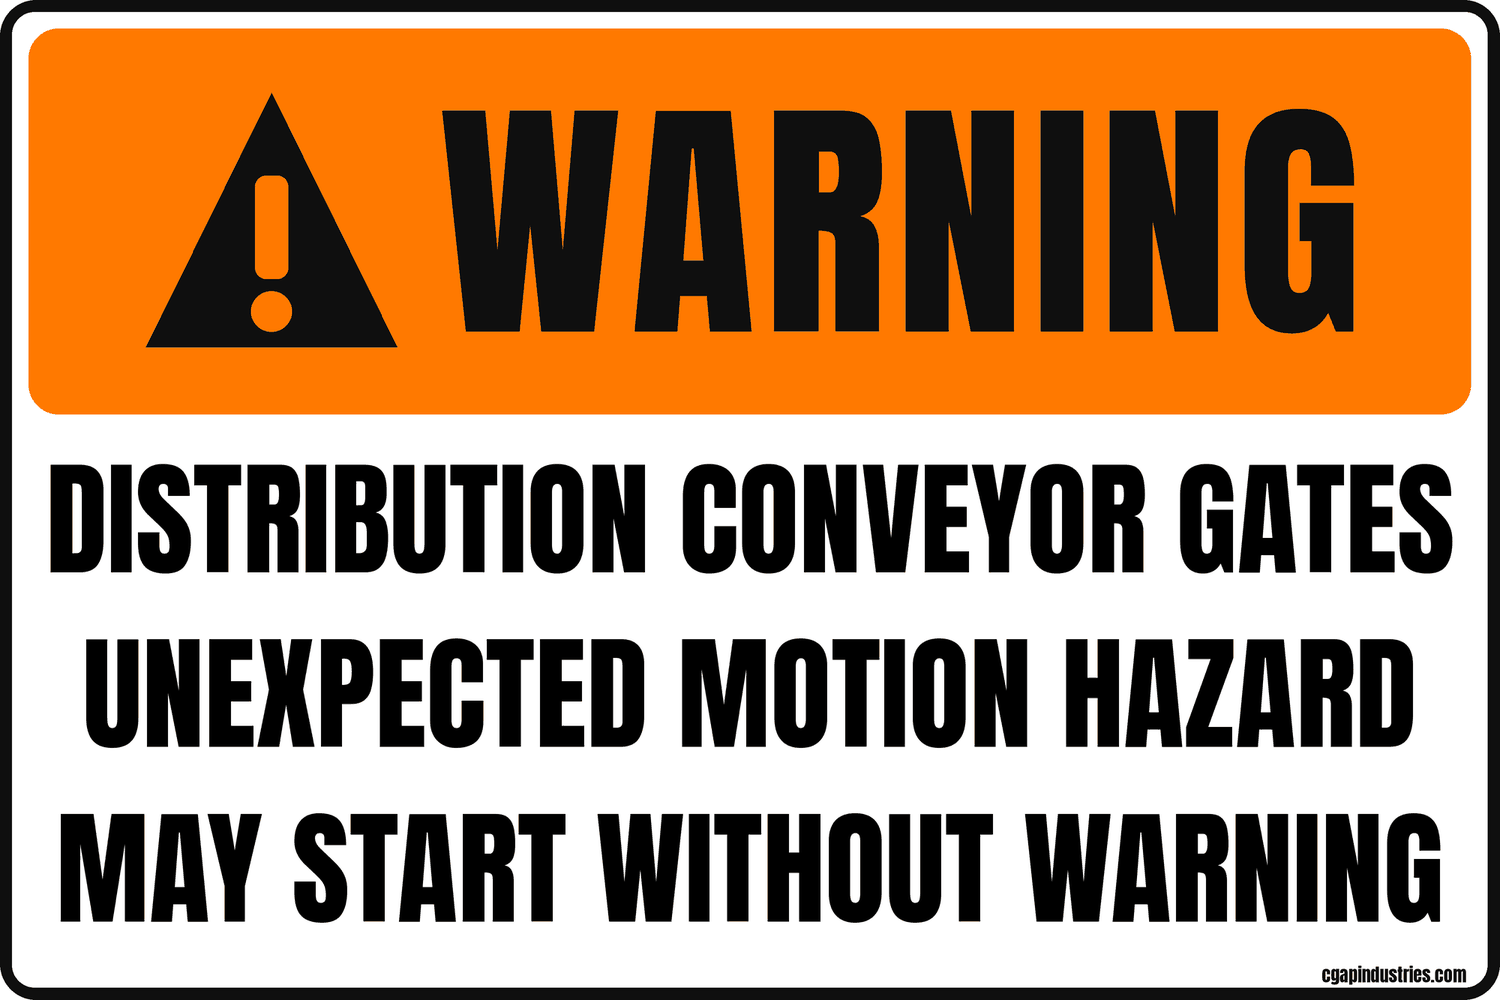 WARNING
DISTRIBUTION CONVEYOR GATES
UNEXPECTED MOTION HAZARD
MAY START WITHOUT WARNING
cgapindustries.com